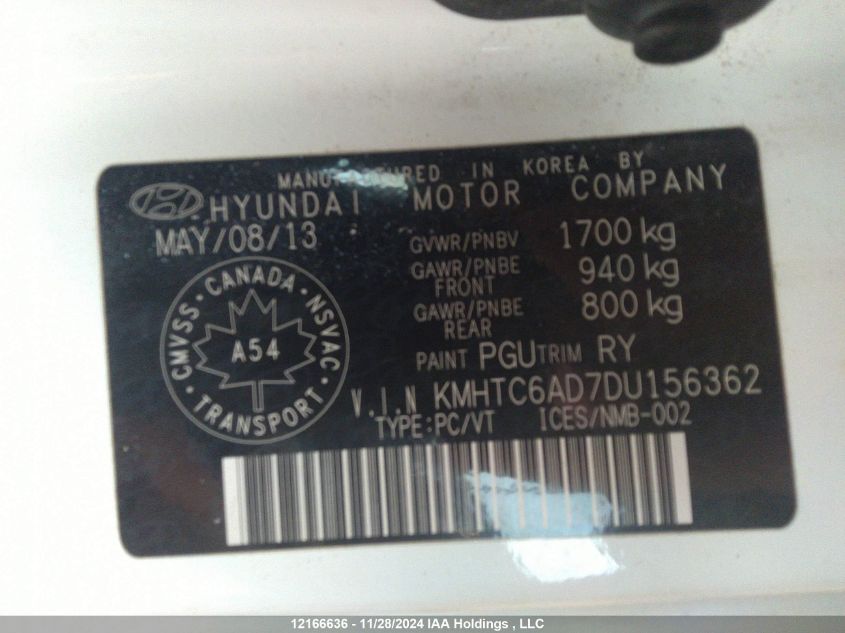 MANUFACTURED IN KOREA BY
HYUNDAI MOTOR COMPANY
MAY/08/13
GVWR/PNBV 1700 kg
GAWR/PNBE FRONT 940 kg
GAWR/PNBE REAR 800 kg
CMVSS · CANADA · NSVAC · TRANSPORT ·
A54
PAINT PGU TRIM RY
V.I.N KMHTC6AD7DU156362
TYPE:PC/VT ICES/NMB-002
12166636 - 11/28/2024 IAA Holdings , LLC